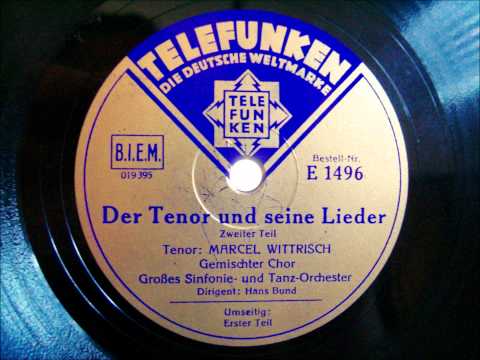 TELEFUNKEN
DIE DEUTSCHE WELTMARKE
TELE
FUN
KEN
B.I.E.M.
019395
Bestell-Nr.
E 1496
Der Tenor und seine Lieder
Zweiter Teil
Tenor: MARCEL WITTRISCH
Gemischter Chor
Großes Sinfonie- und Tanz-Orchester
Dirigent: Hans Bund
Umseitig:
Erster Teil